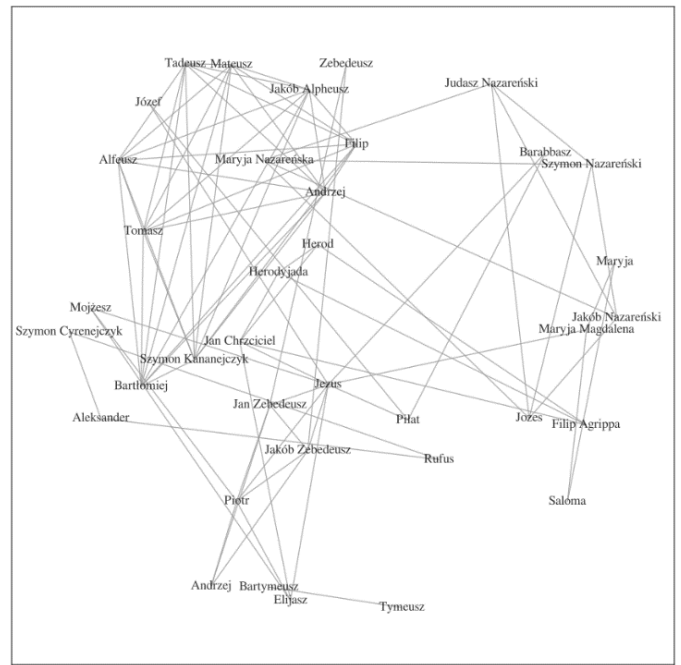 Tadeusz Mateusz Zebedeusz
Jakób Alpheusz Judasz Nazareński
Józef
Filip
Barabbasz
Alfeusz Maryja Nazareńska Szymon Nazareński
Andrzej
Tomasz
Herod
Maryja
Herodyjada
Mojżesz
Jakób Nazareński
Szymon Cyrenejczyk Maryja Magdalena
Jan Chrzciciel
Szymon Kananejczyk
Bartłomiej Jezus
Jan Zebedeusz
Aleksander Piłat Jozes
Filip Agrippa
Jakób Zebedeusz
Rufus
Piotr Saloma
Andrzej Bartymeusz
Elijasz
Tymeusz